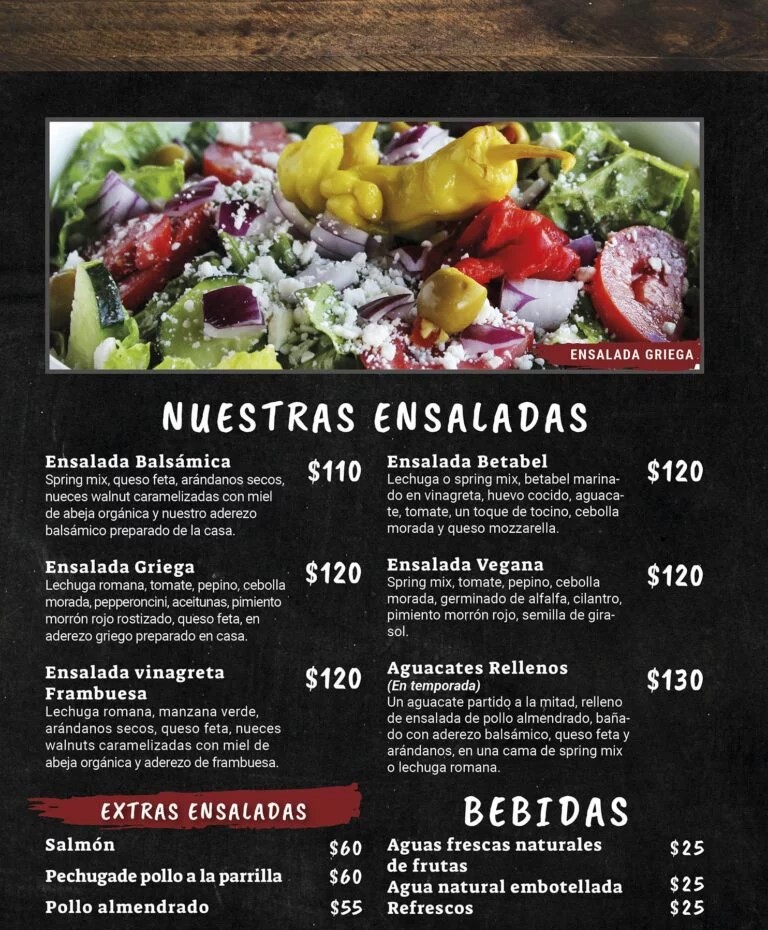 ENSALADA GRIEGA
NUESTRAS ENSALADAS
Ensalada Balsámica
$110
Spring mix, queso feta, arándanos secos,
nueces walnut caramelizadas con miel
de abeja orgánica y nuestro aderezo
balsámico preparado de la casa.
Ensalada Griega
$120
Lechuga romana, tomate, pepino, cebolla
morada, pepperoncini, aceitunas, pimiento
morrón rojo rostizado, queso feta, en
aderezo griego preparado en casa.
Ensalada vinagreta
Frambuesa
$120
Lechuga romana, manzana verde,
arándanos secos, queso feta, nueces
walnuts caramelizadas con miel de
abeja orgánica y aderezo de frambuesa.
Ensalada Betabel
$120
Lechuga o spring mix, betabel marina-
do en vinagreta, huevo cocido, aguaca-
te, tomate, un toque de tocino, cebolla
morada y queso mozzarella.
Ensalada Vegana
$120
Spring mix, tomate, pepino, cebolla
morada, germinado de alfalfa, cilantro,
pimiento morrón rojo, semilla de gira-
sol.
Aguacates Rellenos
$130
(En temporada)
Un aguacate partido a la mitad, relleno
de ensalada de pollo almendrado, baña-
do con aderezo balsámico, queso feta y
arándanos, en una cama de spring mix
o lechuga romana.
EXTRAS ENSALADAS
Salmón $60
Pechugade pollo a la parrilla $60
Pollo almendrado $55
BEBIDAS
Aguas frescas naturales $25
de frutas
Agua natural embotellada $25
Refrescos $25